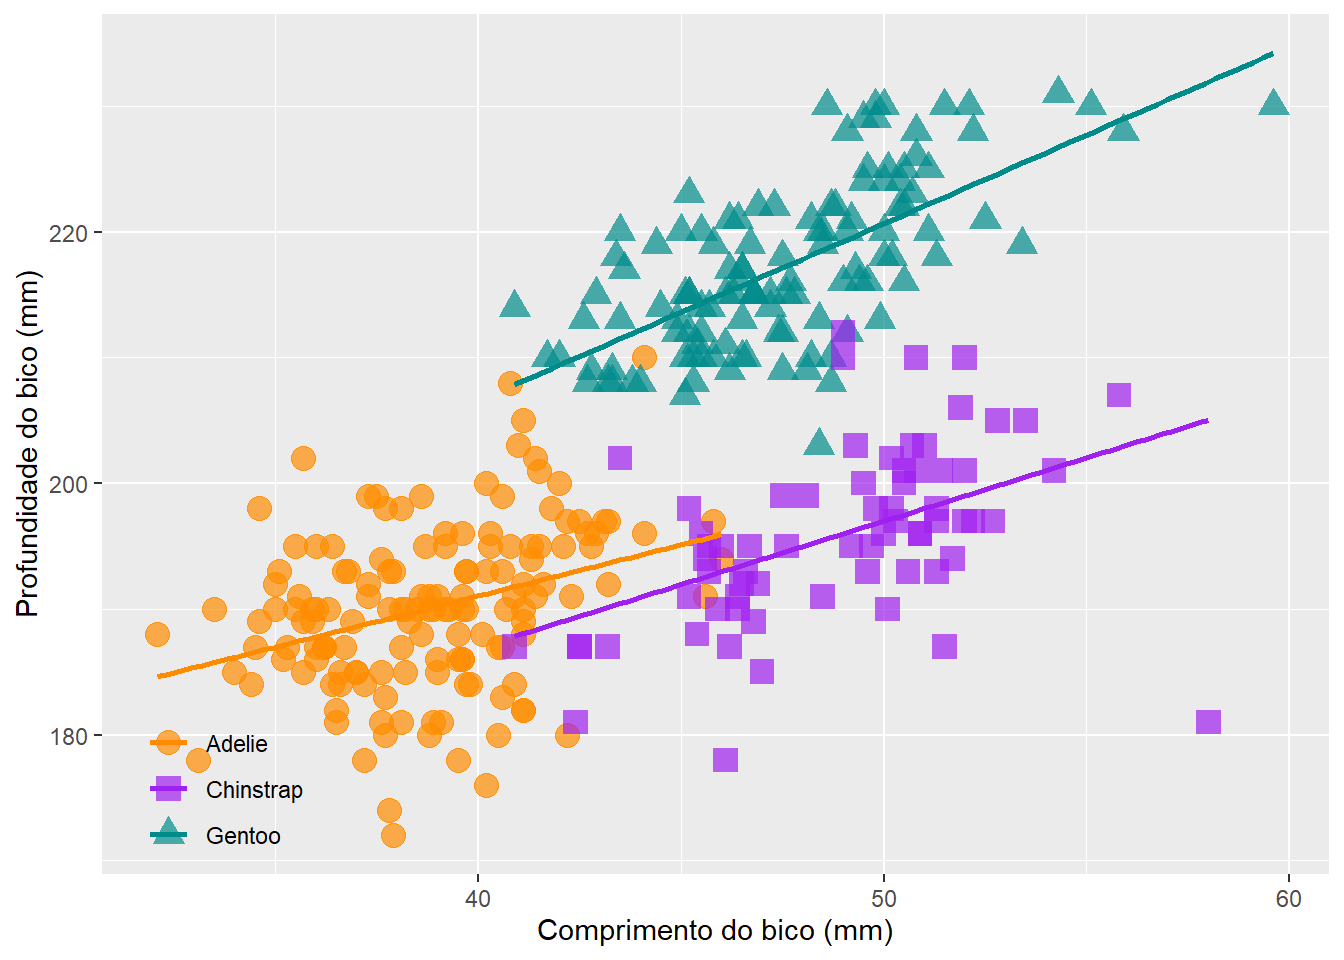 Profundidade do bico (mm)
220
200
180
Adelie
Chinstrap
Gentoo
40
50
60
Comprimento do bico (mm)